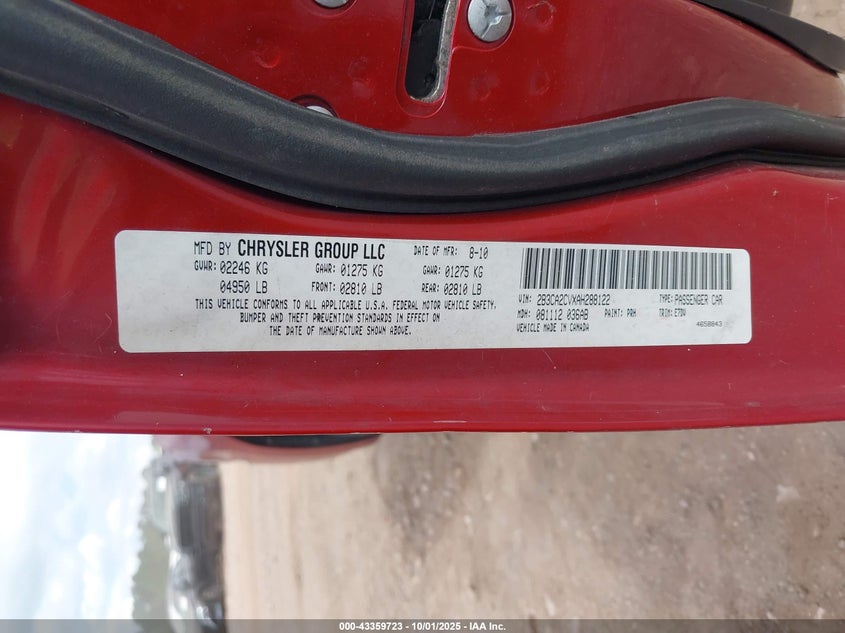 MFD BY CHRYSLER GROUP LLC DATE OF MFR: 8-10
GVWR: 02246 KG GAWR: 01275 KG GAWR: 01275 KG
04950 LB FRONT: 02810 LB REAR: 02810 LB
THIS VEHICLE CONFORMS TO ALL APPLICABLE U.S.A. FEDERAL MOTOR VEHICLE SAFETY,
BUMPER AND THEFT PREVENTION STANDARDS IN EFFECT ON
THE DATE OF MANUFACTURE SHOWN ABOVE.
VIN: 2B3CA2CVXAH288122 TYPE: PASSENGER CAR
MDH: 081112 036AB PAINT: PRH TRIM: E7DV
VEHICLE MADE IN CANADA 4658843
000-43359723 - 10/01/2025 - IAA Inc.